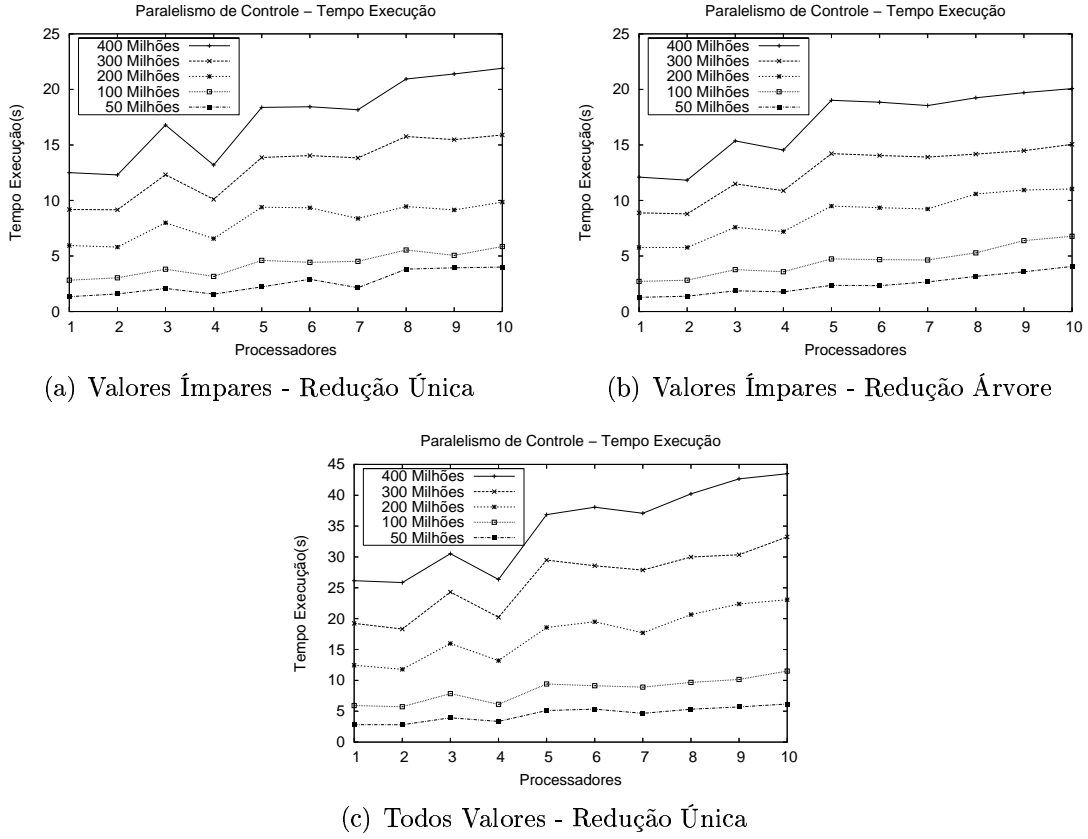 Paralelismo de Controle – Tempo Execução
25
20
15
10
5
0
Tempo Execução(s)
400 Milhões
300 Milhões
200 Milhões
100 Milhões
50 Milhões
1 2 3 4 5 6 7 8 9 10
Processadores
(a) Valores Ímpares - Redução Única
Paralelismo de Controle – Tempo Execução
25
20
15
10
5
0
Tempo Execução(s)
400 Milhões
300 Milhões
200 Milhões
100 Milhões
50 Milhões
1 2 3 4 5 6 7 8 9 10
Processadores
(b) Valores Ímpares - Redução Árvore
Paralelismo de Controle – Tempo Execução
45
40
35
30
25
20
15
10
5
0
Tempo Execução(s)
400 Milhões
300 Milhões
200 Milhões
100 Milhões
50 Milhões
1 2 3 4 5 6 7 8 9 10
Processadores
(c) Todos Valores - Redução Única